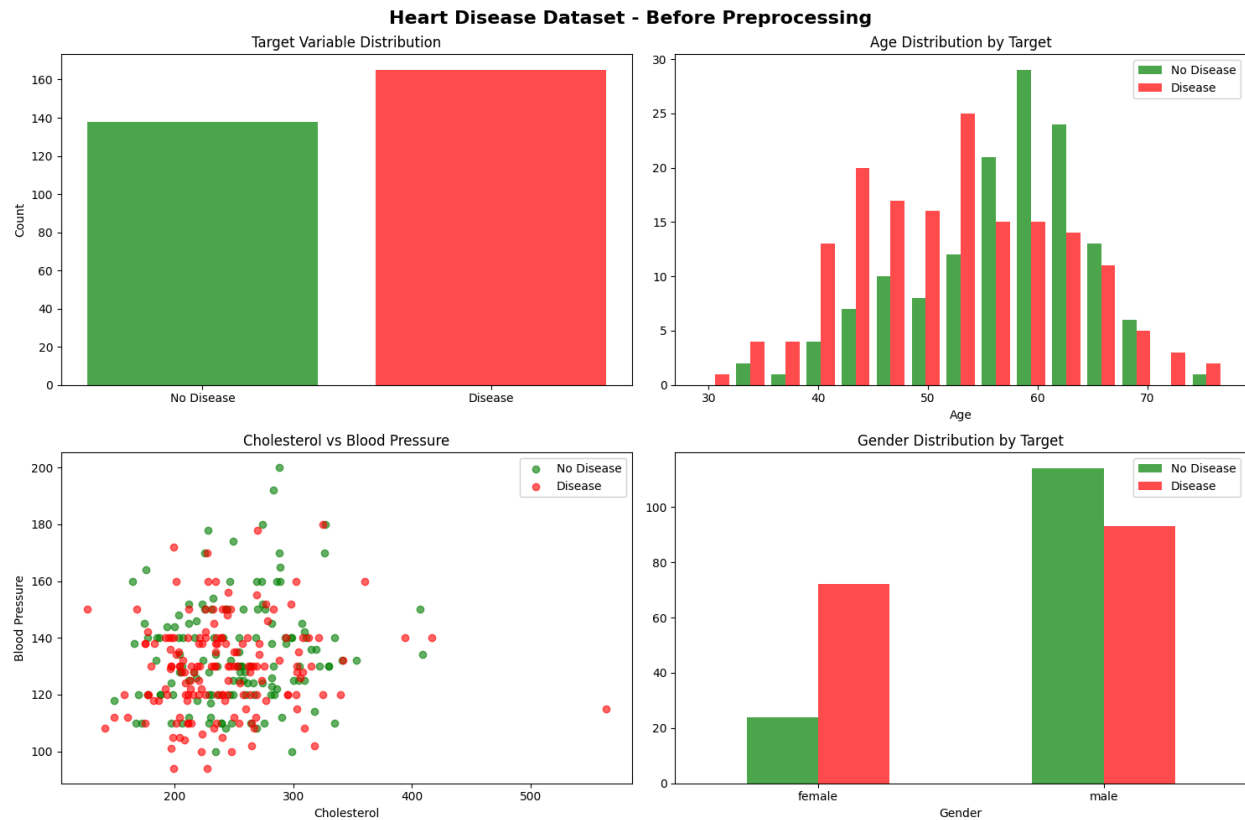 Heart Disease Dataset - Before Preprocessing
Target Variable Distribution
Count
160
140
120
100
80
60
40
20
0
No Disease
Disease
Age Distribution by Target
No Disease
Disease
30
25
20
15
10
5
0
30 40 50 60 70
Age
Cholesterol vs Blood Pressure
No Disease
Disease
Blood Pressure
200
180
160
140
120
100
200 300 400 500
Cholesterol
Gender Distribution by Target
No Disease
Disease
100
80
60
40
20
0
female male
Gender